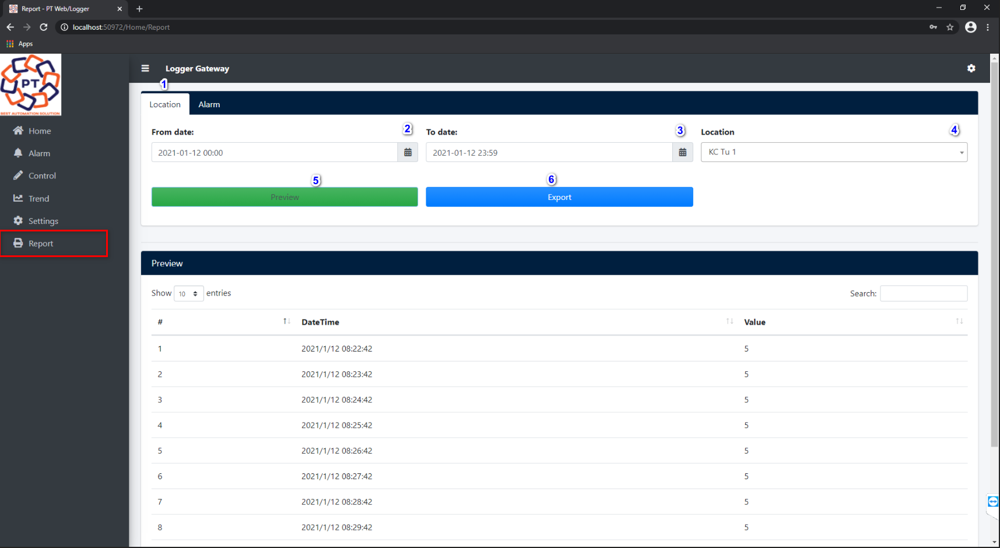 Report - PT Web/Logger
localhost:50972/Home/Report
Apps
PT
BEST AUTOMATION SOLUTION
Home
Alarm
Control
Trend
Settings
Report
Logger Gateway
1
Location Alarm
From date: 2 To date: 3 Location 4
2021-01-12 00:00 2021-01-12 23:59 KC Tu 1
5 6
Preview Export
Preview
Show 10 entries Search:
# DateTime Value
1 2021/1/12 08:22:42 5
2 2021/1/12 08:23:42 5
3 2021/1/12 08:24:42 5
4 2021/1/12 08:25:42 5
5 2021/1/12 08:26:42 5
6 2021/1/12 08:27:42 5
7 2021/1/12 08:28:42 5
8 2021/1/12 08:29:42 5